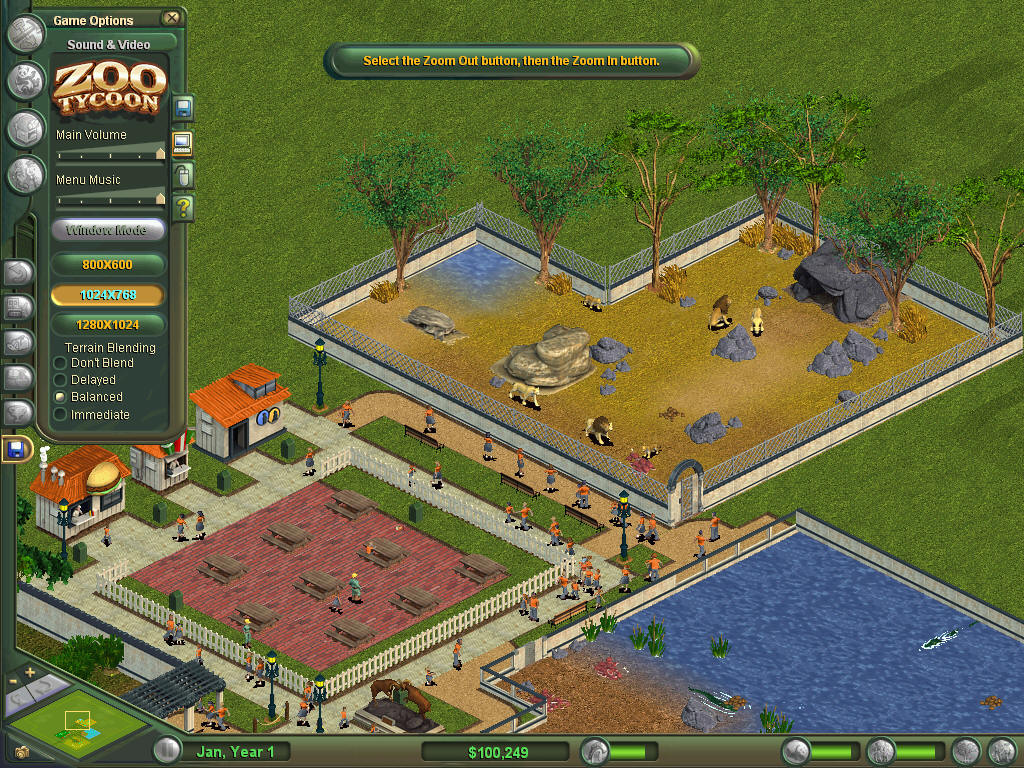 Game Options
Sound & Video
ZOO
TYCOON
Main Volume
Menu Music
Window Mode
800X600
1024X768
1280X1024
Terrain Blending
Don't Blend
Delayed
Balanced
Immediate
Select the Zoom Out button, then the Zoom In button.
Jan, Year 1
$100,249